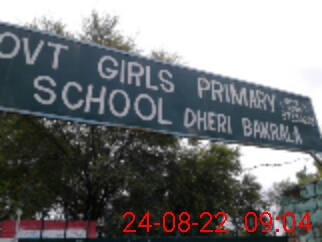 OVT GIRLS PRIMARY
SCHOOL DHERI BAKRALA
24-08-22 09:04